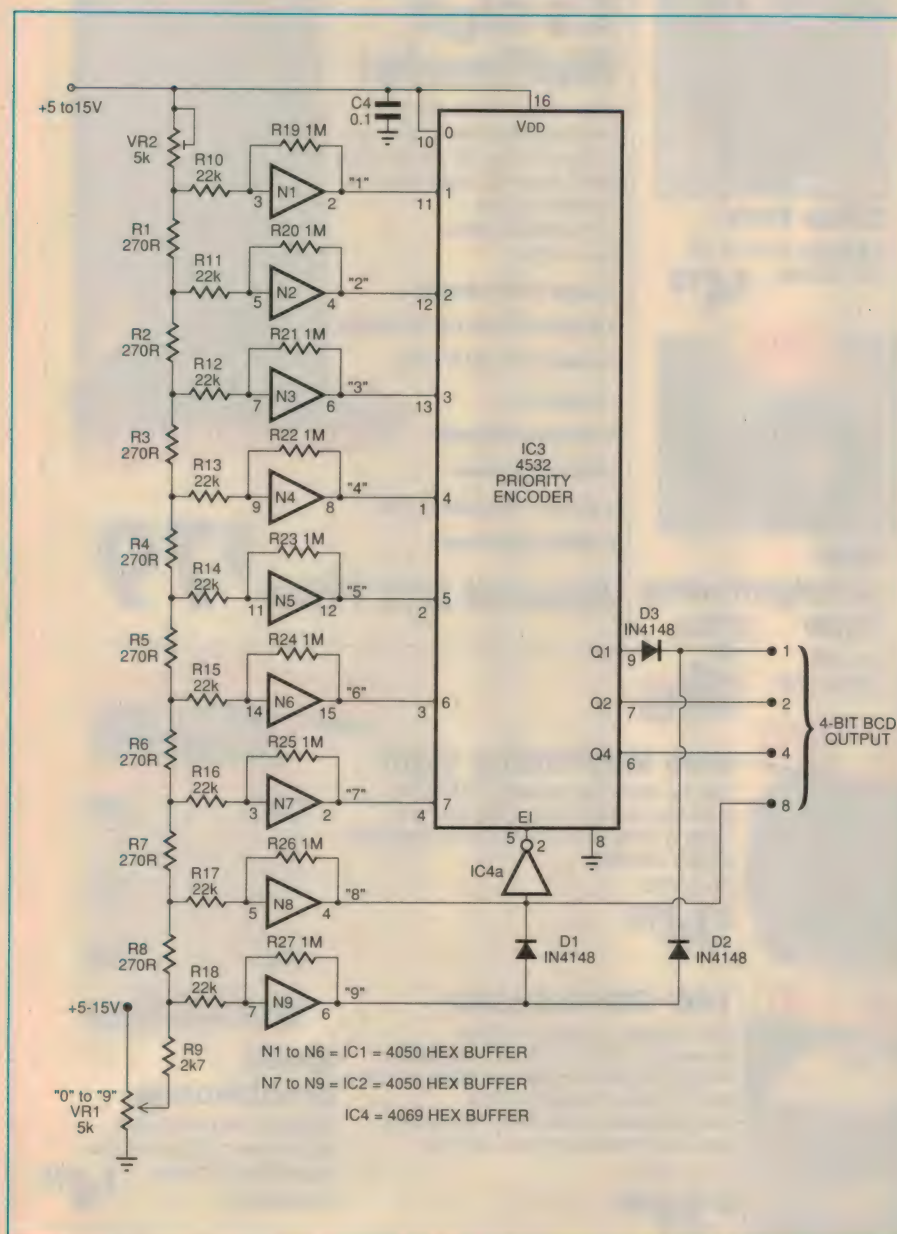 +5 to15V
C4
0.1
16
VDD
10
0
VR2
5k
R10
22k
R19 1M
3
N1
2
"1"
11
1
R1
270R
R11
22k
R20 1M
5
N2
4
"2"
12
2
R2
270R
R12
22k
R21 1M
7
N3
6
"3"
13
3
R3
270R
R13
22k
R22 1M
9
N4
8
"4"
1
4
IC3
4532
PRIORITY
ENCODER
R4
270R
R14
22k
R23 1M
11
N5
12
"5"
2
5
R5
270R
R15
22k
R24 1M
14
N6
15
"6"
3
6
D3
IN4148
Q1
9
1
Q2
7
2
Q4
6
4
8
4-BIT BCD
OUTPUT
R6
270R
R16
22k
R25 1M
3
N7
2
"7"
4
7
EI
5
2
8
IC4a
R7
270R
R17
22k
R26 1M
5
N8
4
"8"
R8
270R
R18
22k
R27 1M
7
N9
6
"9"
D1
IN4148
D2
IN4148
+5-15V
R9
2k7
"0" to "9"
VR1
5k
N1 to N6 = IC1 = 4050 HEX BUFFER
N7 to N9 = IC2 = 4050 HEX BUFFER
IC4 = 4069 HEX BUFFER